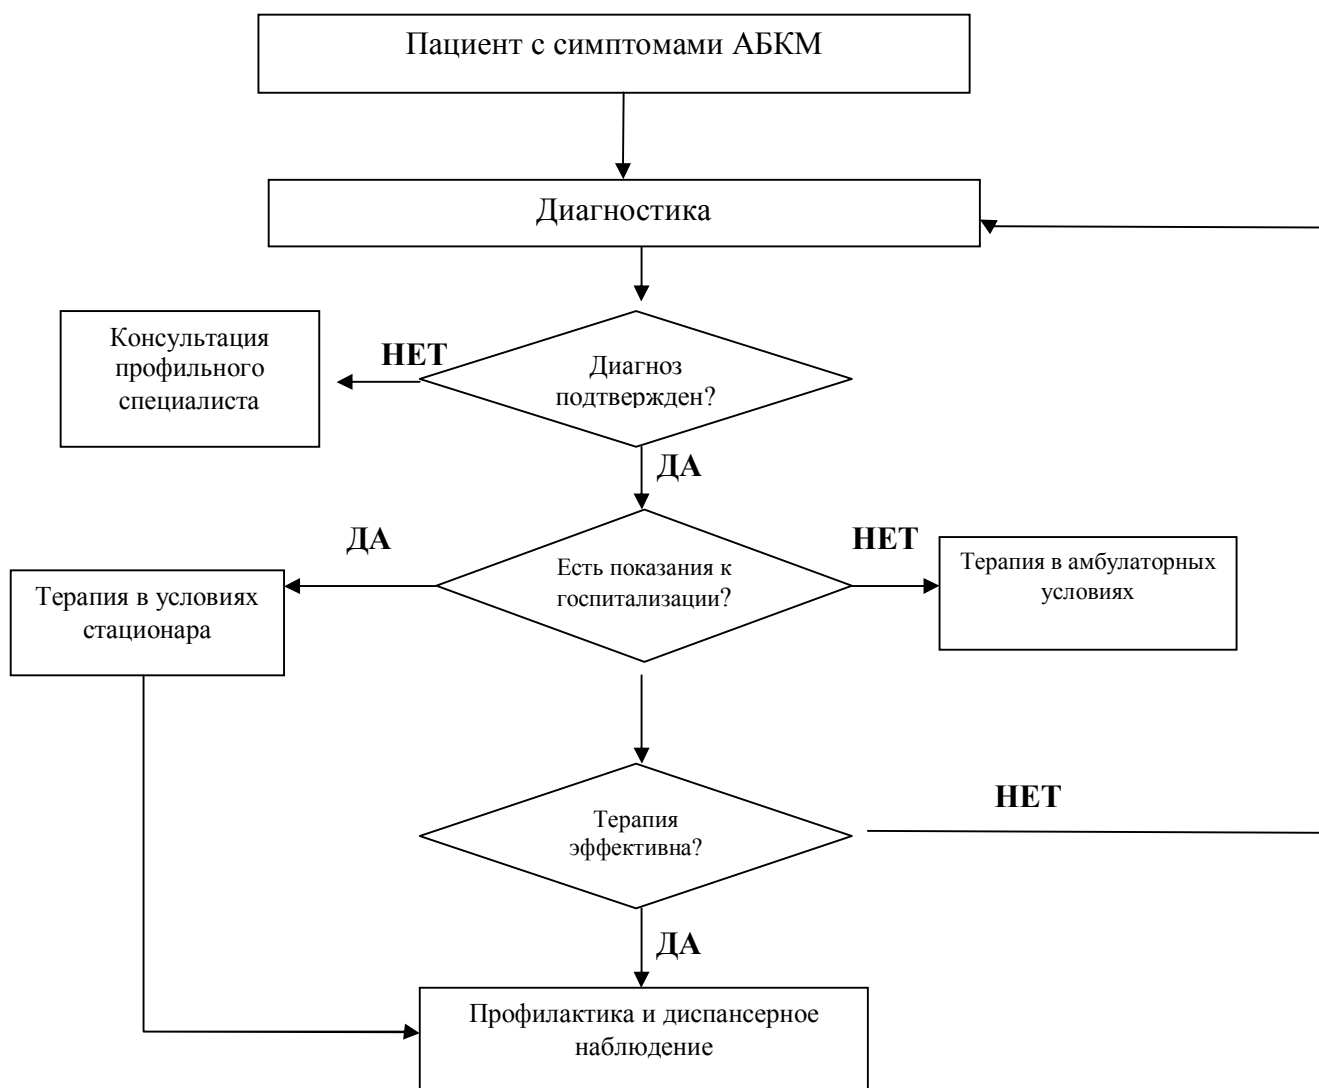 Пациент с симптомами АБКМ
Диагностика
Консультация
профильного
специалиста
НЕТ
Диагноз
подтвержден?
ДА
ДА
НЕТ
Есть показания к
госпитализации?
Терапия в амбулаторных
условиях
Терапия в условиях
стационара
НЕТ
Терапия
эффективна?
ДА
Профилактика и диспансерное
наблюдение